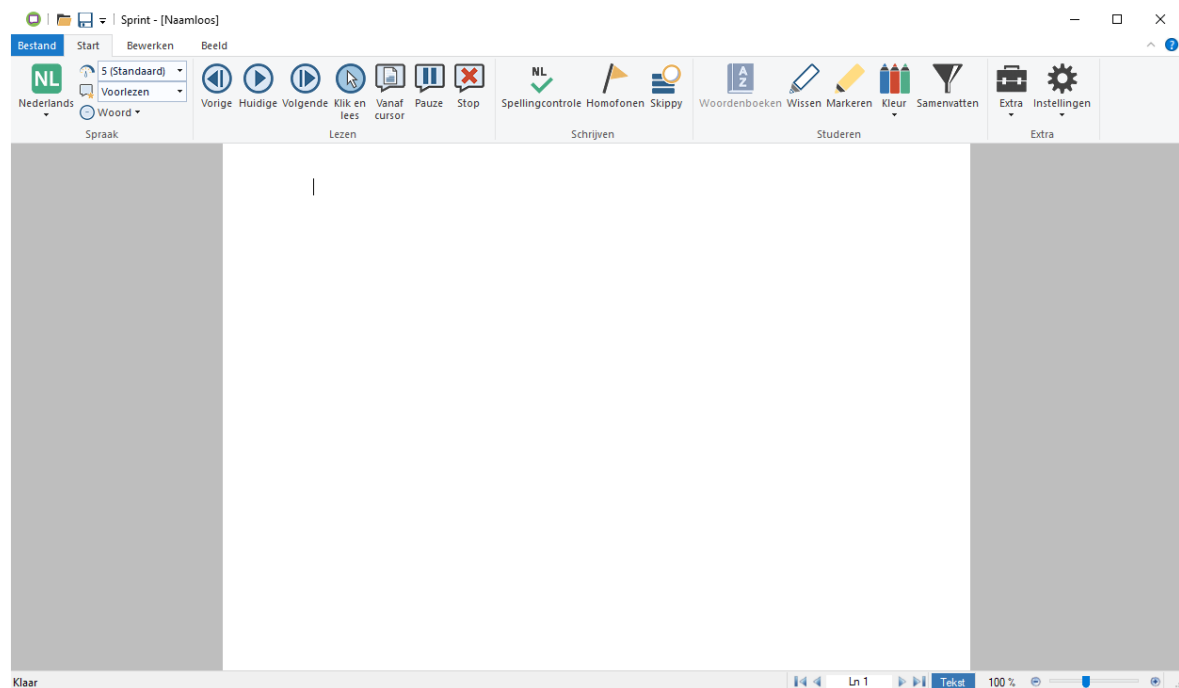 Sprint - [Naamloos]
Bestand Start Bewerken Beeld
NL 5 (Standaard) NL A Z
Voorlezen
Nederlands Woord Vorige Huidige Volgende Klik en lees Vanaf cursor Pauze Stop Spellingcontrole Homofonen Skippy Woordenboeken Wissen Markeren Kleur Samenvatten Extra Instellingen
Spraak Lezen Schrijven Studeren Extra
Klaar Ln 1 Tekst 100 %